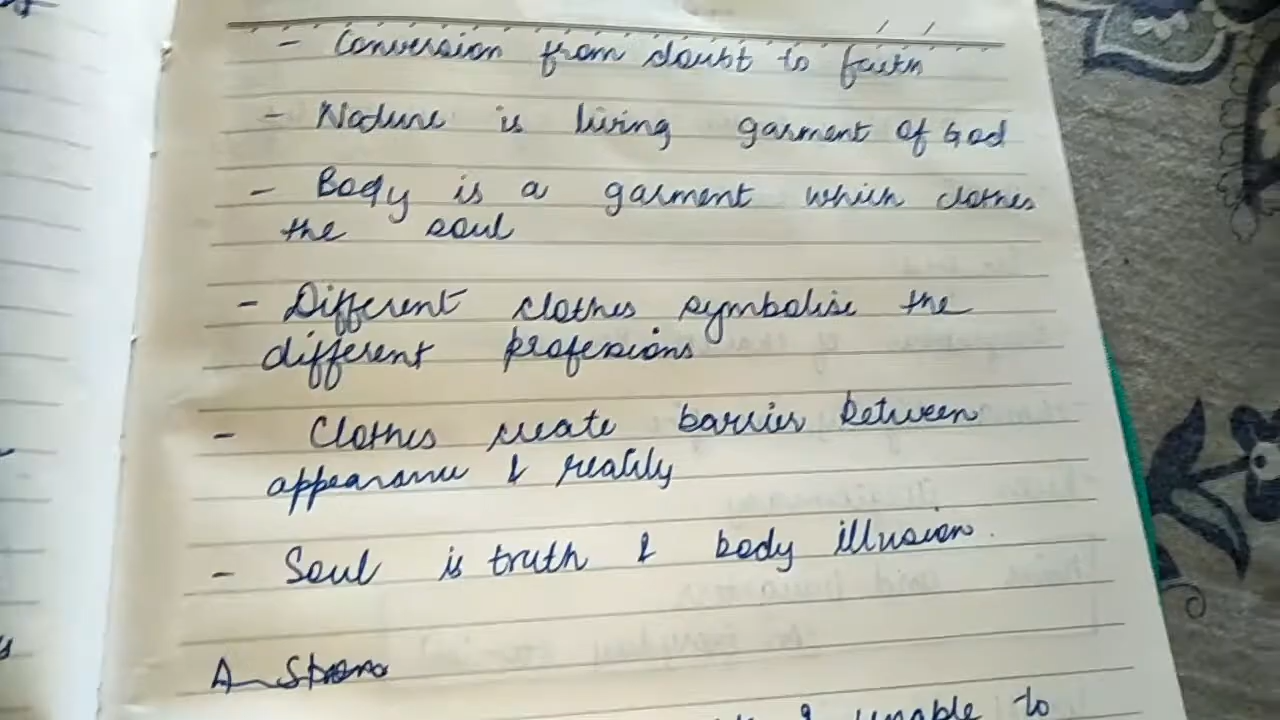 - Conversion from doubt to faith
- Nature is living garment of God
- Body is a garment which clothes
the soul
- Different clothes symbolise the
different professions
- Clothes create barrier between
appearance & reality
- Soul is truth & body illusion.
& unable to